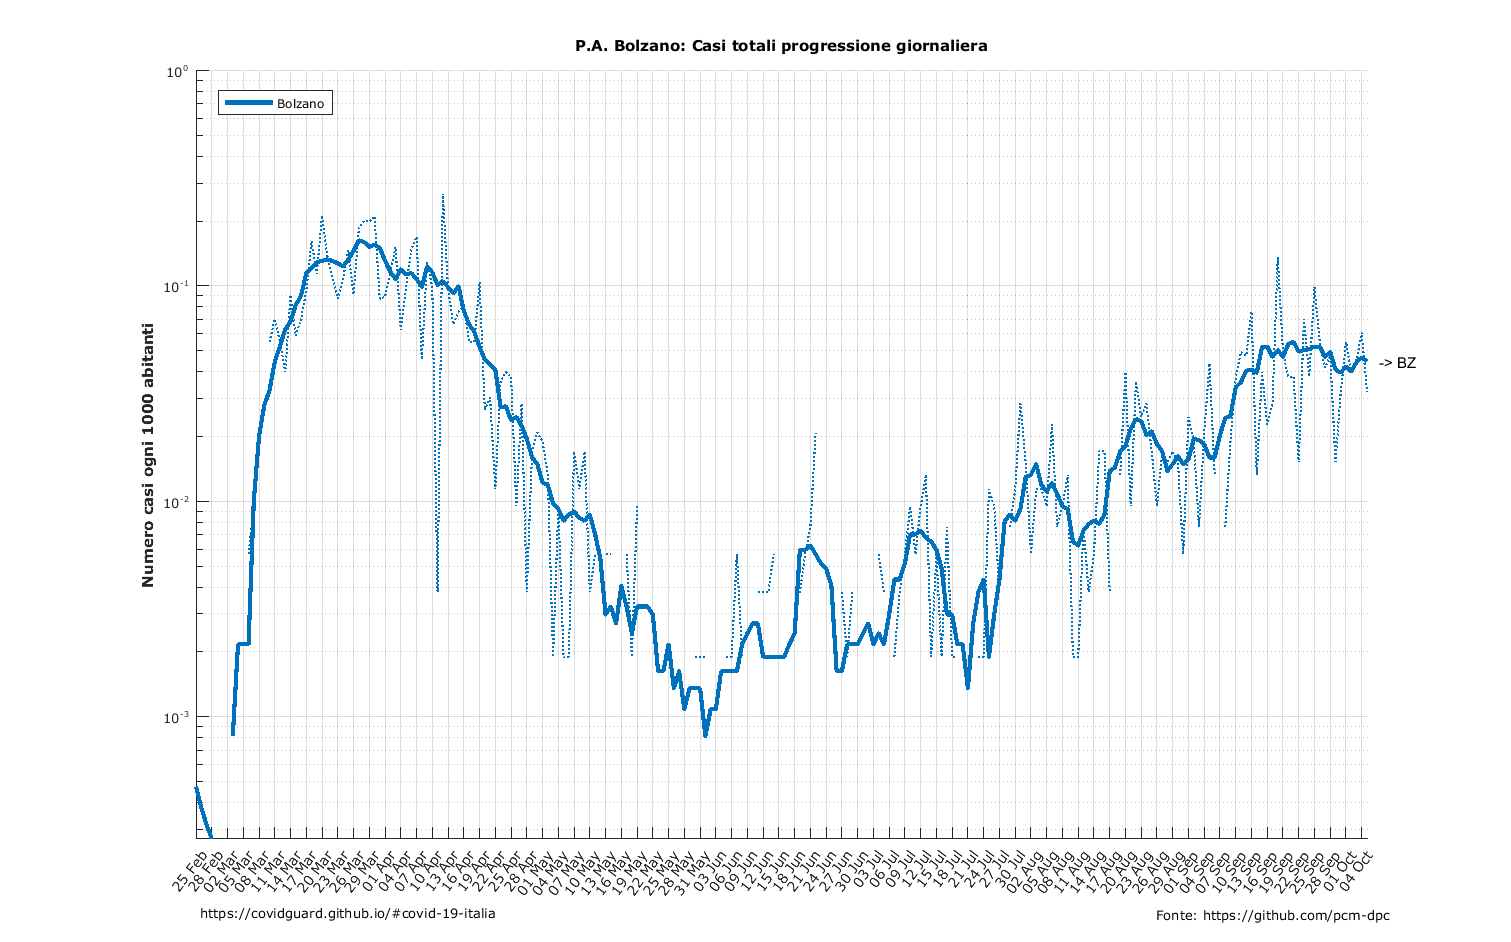 P.A. Bolzano: Casi totali progressione giornaliera
10⁰
Bolzano
10⁻¹
10⁻²
10⁻³
Numero casi ogni 1000 abitanti
-> BZ
25 Feb
28 Feb
02 Mar
05 Mar
08 Mar
11 Mar
14 Mar
17 Mar
20 Mar
23 Mar
26 Mar
29 Mar
01 Apr
04 Apr
07 Apr
10 Apr
13 Apr
16 Apr
19 Apr
22 Apr
25 Apr
28 Apr
01 May
04 May
07 May
10 May
13 May
16 May
19 May
22 May
25 May
28 May
31 May
03 Jun
06 Jun
09 Jun
12 Jun
15 Jun
18 Jun
21 Jun
24 Jun
27 Jun
30 Jun
03 Jul
06 Jul
09 Jul
12 Jul
15 Jul
18 Jul
21 Jul
24 Jul
27 Jul
30 Jul
02 Aug
05 Aug
08 Aug
11 Aug
14 Aug
17 Aug
20 Aug
23 Aug
26 Aug
29 Aug
01 Sep
04 Sep
07 Sep
10 Sep
13 Sep
16 Sep
19 Sep
22 Sep
25 Sep
28 Sep
01 Oct
04 Oct
https://covidguard.github.io/#covid-19-italia
Fonte: https://github.com/pcm-dpc